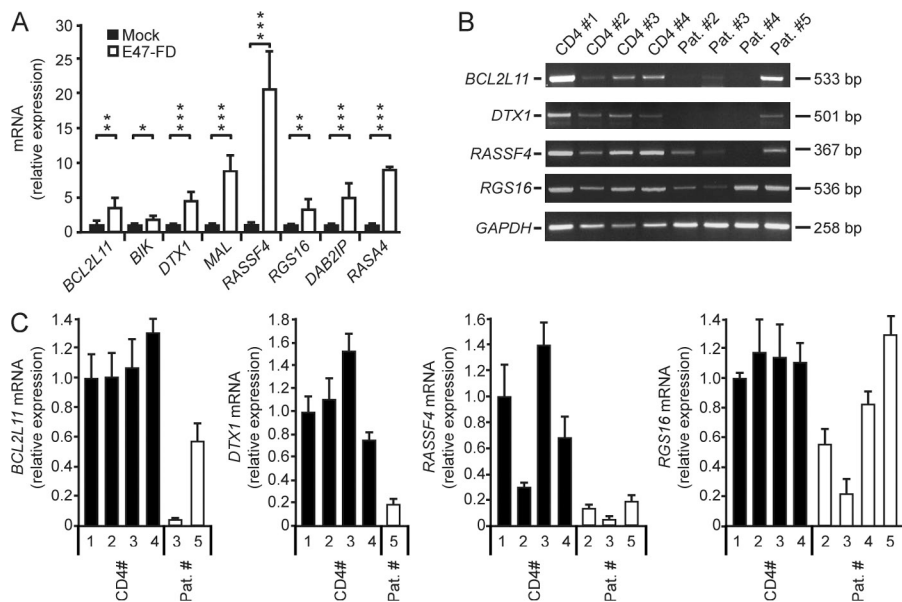 A
Mock
E47-FD
mRNA
(relative expression)
30
25
20
15
10
5
0
** * *** *** *** ** *** ***
BCL2L11 BIK DTX1 MAL RASSF4 RGS16 DAB2IP RASA4
B
CD4 #1 CD4 #2 CD4 #3 CD4 #4 Pat. #2 Pat. #3 Pat. #4 Pat. #5
BCL2L11 533 bp
DTX1 501 bp
RASSF4 367 bp
RGS16 536 bp
GAPDH 258 bp
C
BCL2L11 mRNA
(relative expression)
1.4
1.2
1.0
0.8
0.6
0.4
0.2
0
1 2 3 4 3 5
CD4# Pat. #
DTX1 mRNA
(relative expression)
1.8
1.6
1.4
1.2
1.0
0.8
0.6
0.4
0.2
0
1 2 3 4 5
CD4# Pat. #
RASSF4 mRNA
(relative expression)
1.6
1.4
1.2
1.0
0.8
0.6
0.4
0.2
0
1 2 3 4 2 3 5
CD4# Pat. #
RGS16 mRNA
(relative expression)
1.4
1.2
1.0
0.8
0.6
0.4
0.2
0
1 2 3 4 2 3 4 5
CD4# Pat. #